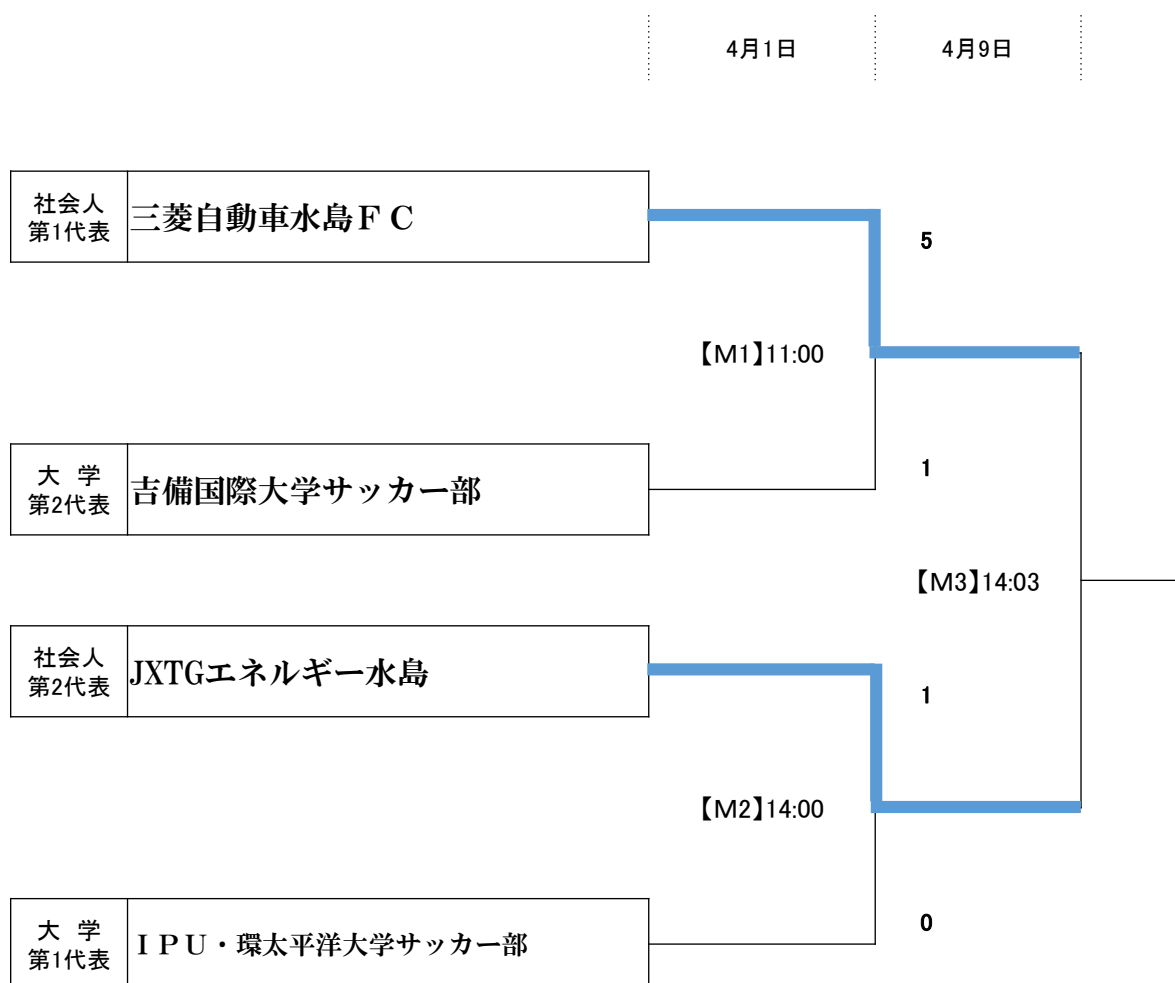 4月1日 4月9日
社会人
第1代表
三菱自動車水島ＦＣ
5
【M1】11:00
大 学
第2代表
吉備国際大学サッカー部
1
【M3】14:03
社会人
第2代表
JXTGエネルギー水島
1
【M2】14:00
大 学
第1代表
ＩＰＵ・環太平洋大学サッカー部
0